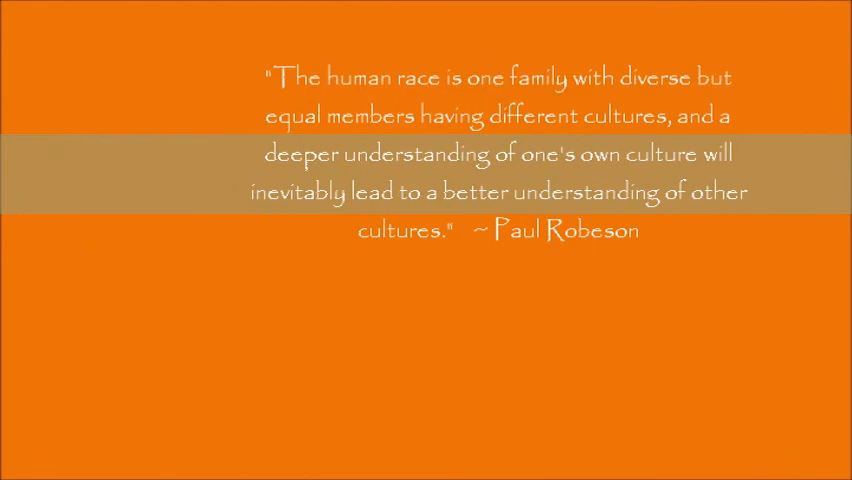 "The human race is one family with diverse but
equal members having different cultures, and a
deeper understanding of one's own culture will
inevitably lead to a better understanding of other
cultures." ~ Paul Robeson